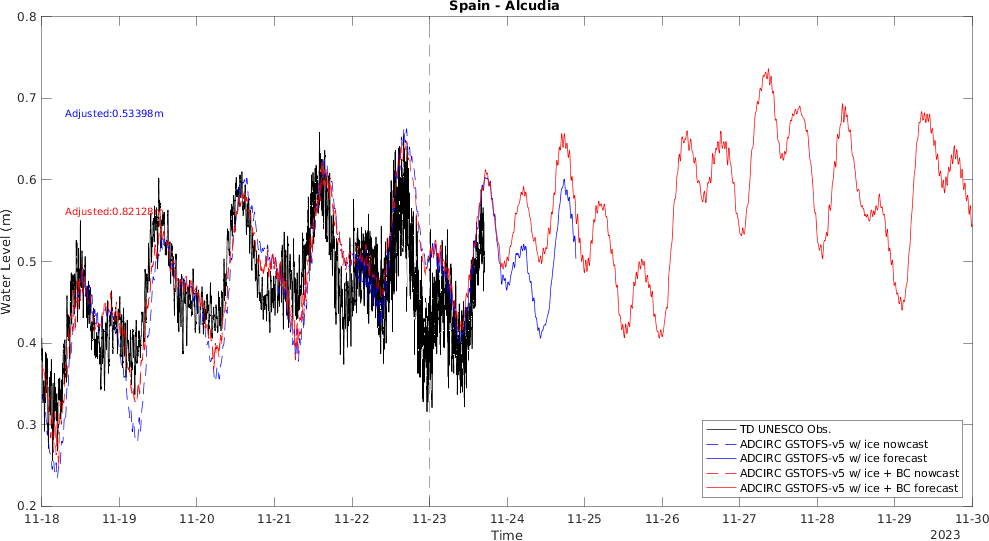 Spain - Alcudia
0.8
0.7
0.6
0.5
0.4
0.3
0.2
Water Level (m)
Adjusted:0.53398m
Adjusted:0.82128
TD UNESCO Obs.
ADCIRC GSTOFS-v5 w/ ice nowcast
ADCIRC GSTOFS-v5 w/ ice forecast
ADCIRC GSTOFS-v5 w/ ice + BC nowcast
ADCIRC GSTOFS-v5 w/ ice + BC forecast
11-18 11-19 11-20 11-21 11-22 11-23 11-24 11-25 11-26 11-27 11-28 11-29 11-30
Time
2023